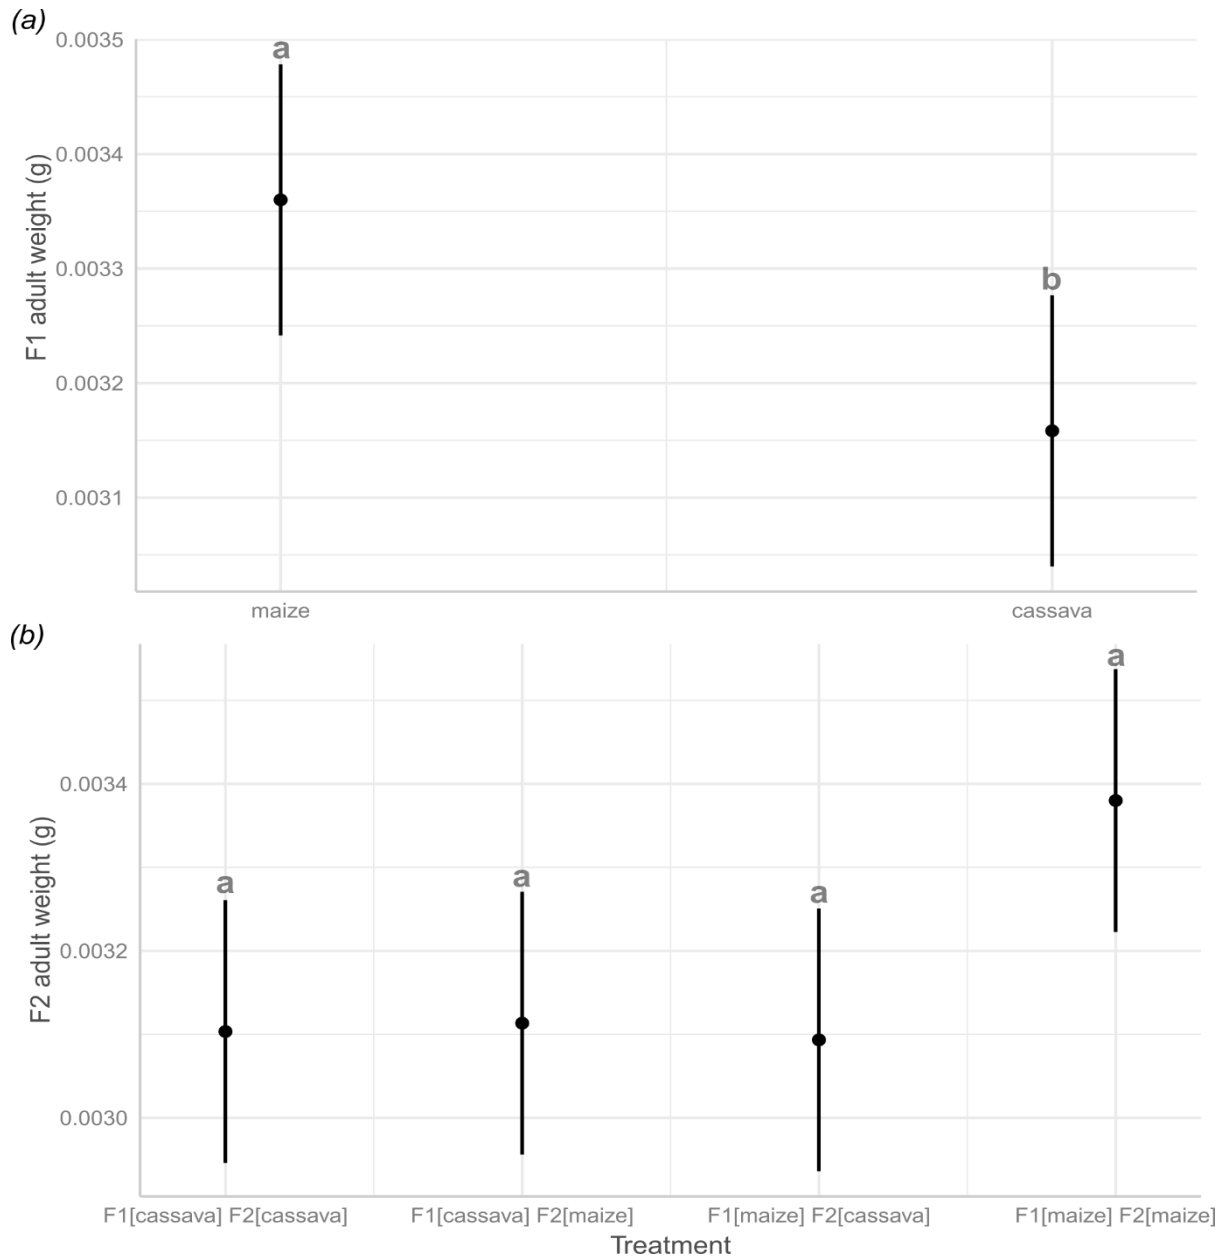 (a)
0.0035
a
0.0034
F1 adult weight (g)
0.0033
b
0.0032
0.0031
maize
cassava
(b)
a
0.0034
F2 adult weight (g)
a
a
a
0.0032
0.0030
F1[cassava] F2[cassava]
F1[cassava] F2[maize]
F1[maize] F2[cassava]
F1[maize] F2[maize]
Treatment